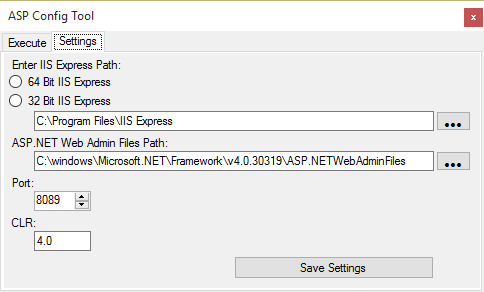 ASP Config Tool
x
Execute Settings
Enter IIS Express Path:
64 Bit IIS Express
32 Bit IIS Express
C:\Program Files\IIS Express
...
ASP.NET Web Admin Files Path:
C:\windows\Microsoft.NET\Framework\v4.0.30319\ASP.NETWebAdminFiles
...
Port:
8089
CLR:
4.0
Save Settings